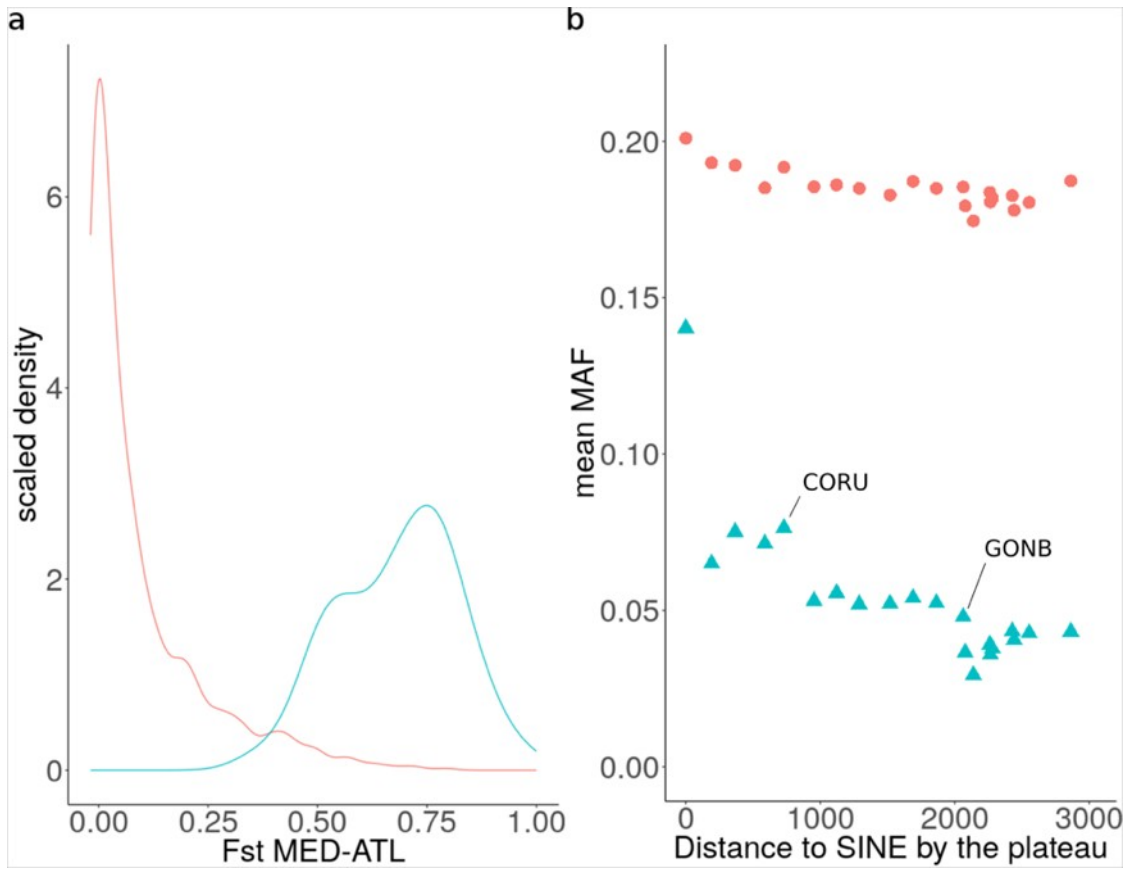 a
scaled density
6
4
2
0
0.00 0.25 0.50 0.75 1.00
Fst MED-ATL
b
mean MAF
0.20
0.15
0.10
0.05
0.00
CORU
GONB
0 1000 2000 3000
Distance to SINE by the plateau